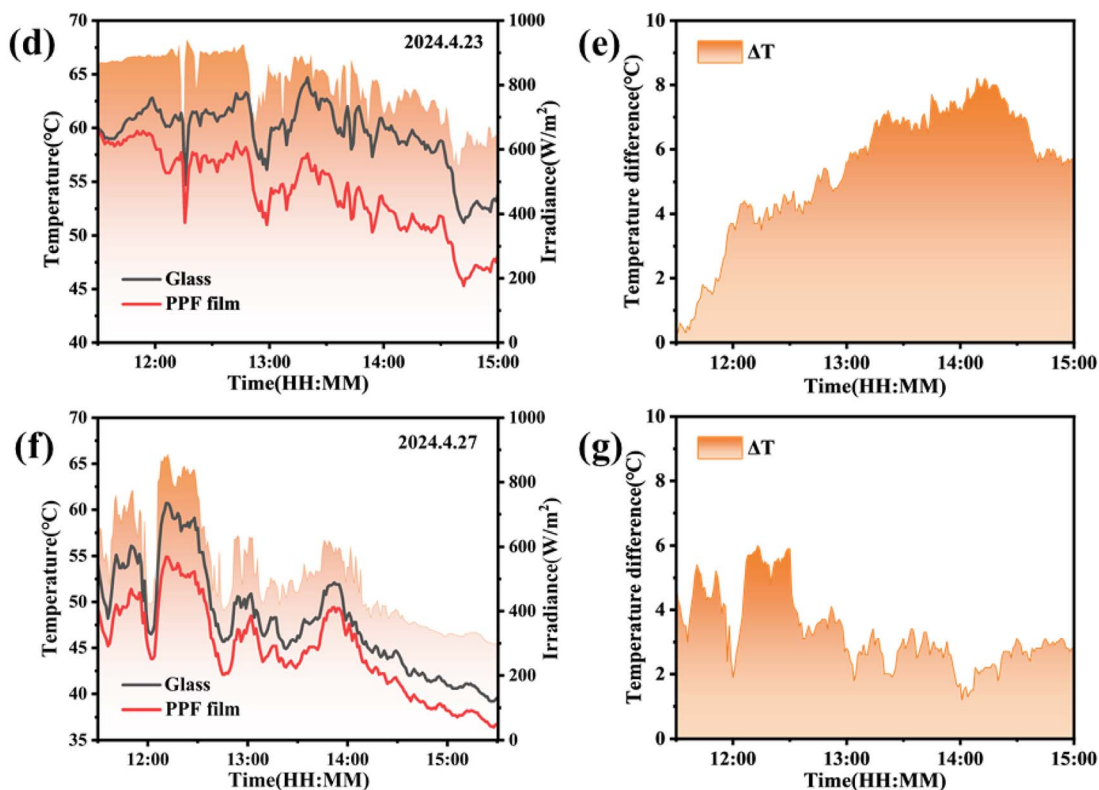 (d)
2024.4.23
Temperature(℃)
70
65
60
55
50
45
40
Glass
PPF film
1000
800
600
400
200
0
Irradiance(W/m²)
12:00 13:00 14:00 15:00
Time(HH:MM)
(e)
ΔT
Temperature difference(℃)
10
8
6
4
2
0
12:00 13:00 14:00 15:00
Time(HH:MM)
(f)
2024.4.27
Temperature(℃)
70
65
60
55
50
45
40
35
Glass
PPF film
1000
800
600
400
200
0
Irradiance(W/m²)
12:00 13:00 14:00 15:00
Time(HH:MM)
(g)
ΔT
Temperature difference(℃)
10
8
6
4
2
0
12:00 13:00 14:00 15:00
Time(HH:MM)